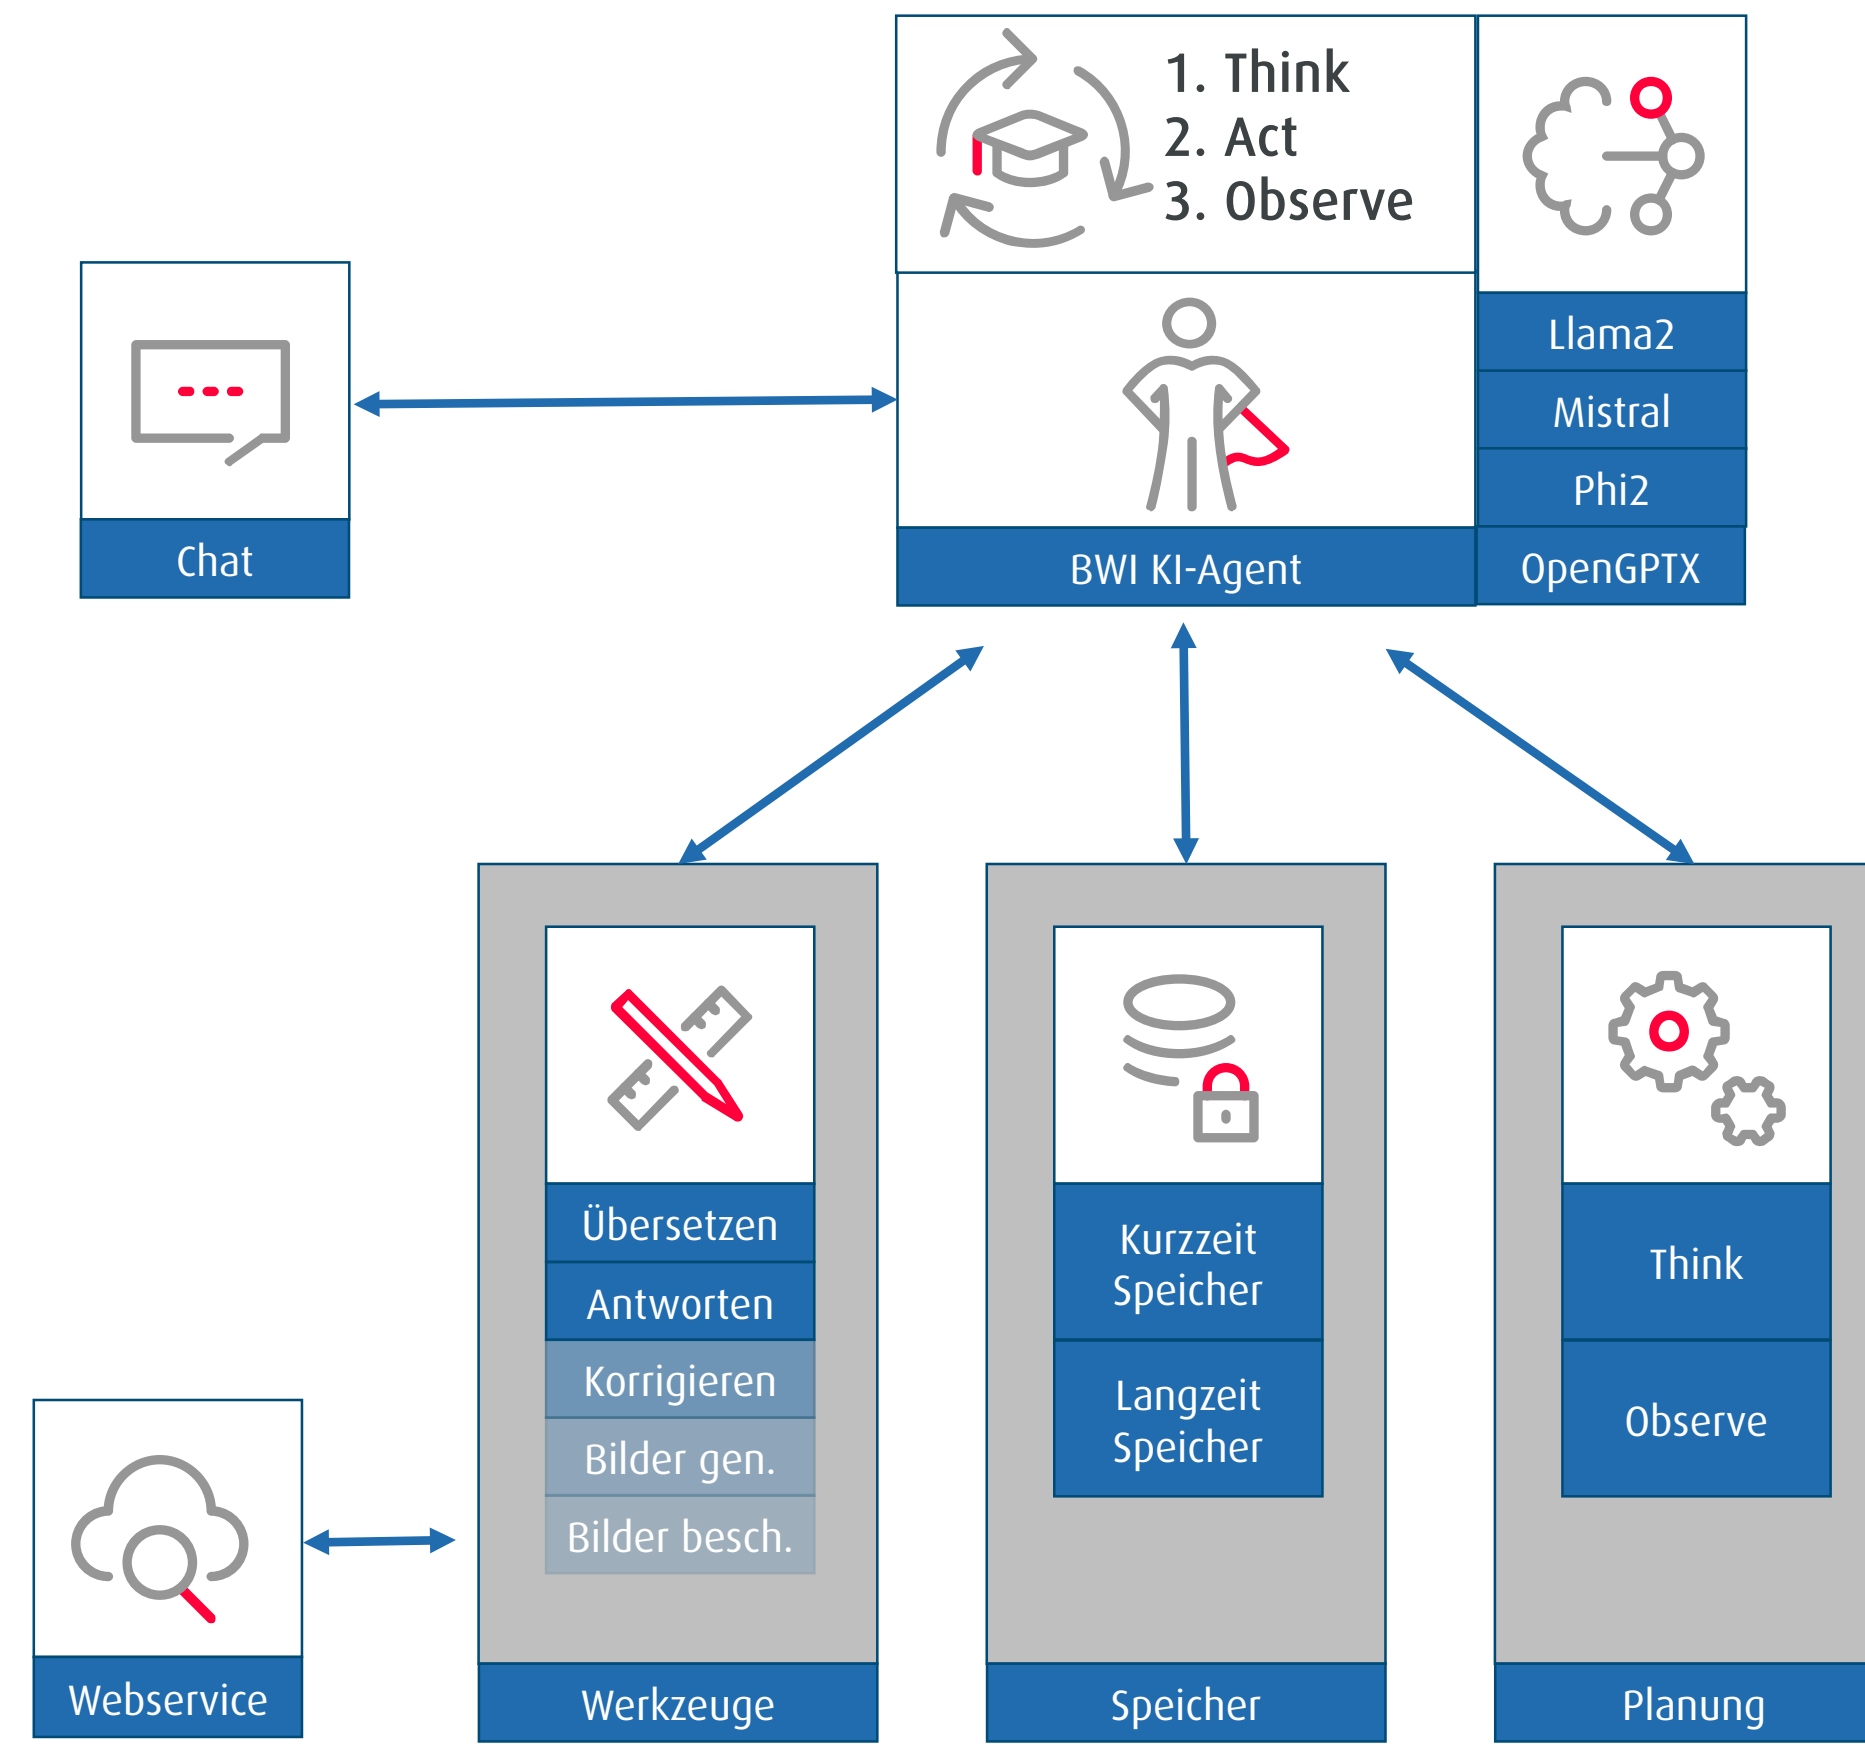 1. Think
2. Act
3. Observe
Llama2
Mistral
Phi2
OpenGPTX
BWI KI-Agent
Chat
Übersetzen
Antworten
Korrigieren
Bilder gen.
Bilder besch.
Werkzeuge
Kurzzeit
Speicher
Langzeit
Speicher
Speicher
Think
Observe
Planung
Webservice